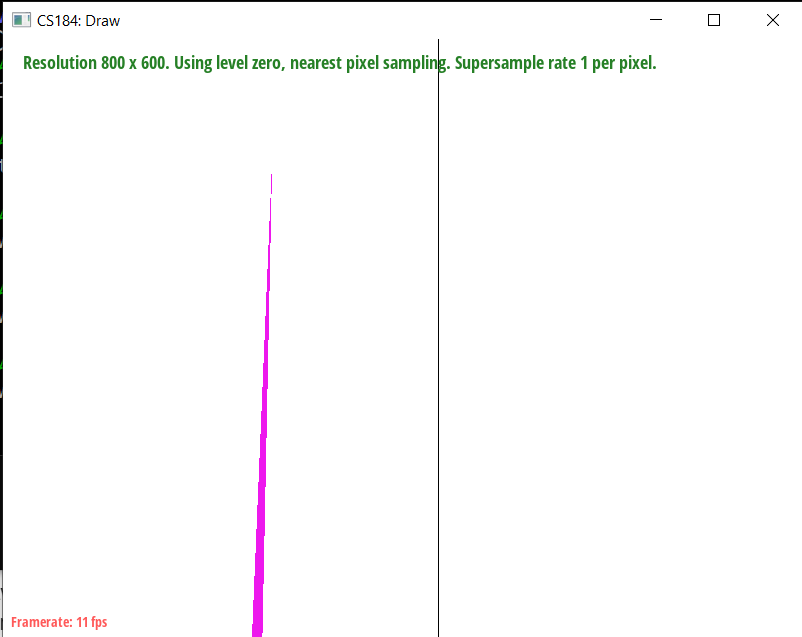 CS184: Draw
Resolution 800 x 600. Using level zero, nearest pixel sampling. Supersample rate 1 per pixel.
Framerate: 11 fps